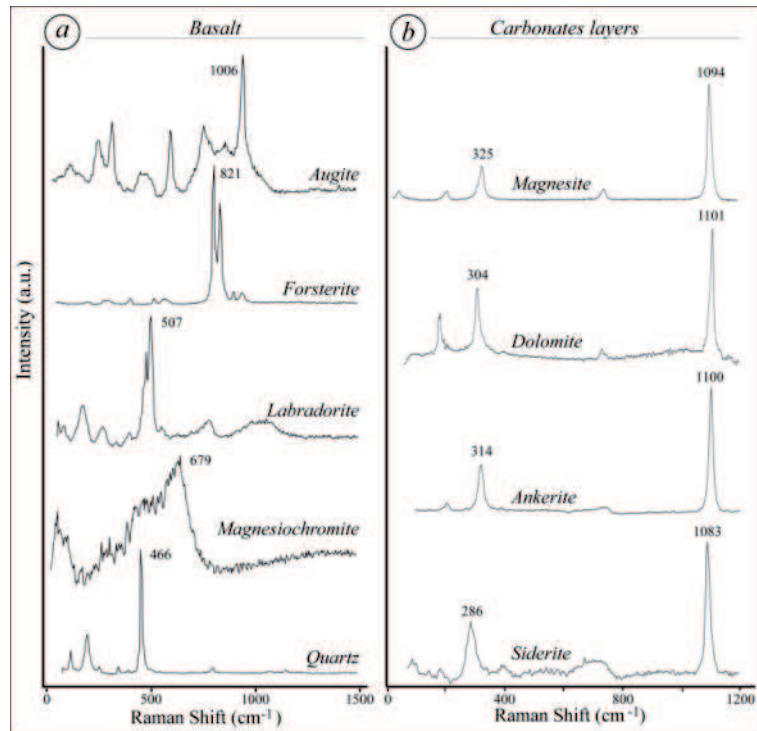 a Basalt
1006
Augite
821
Forsterite
507
Labradorite
679
Magnesiochromite
466
Quartz
0 500 1000 1500
Raman Shift (cm-1)
Intensity (a.u.)
b Carbonates layers
1094
325
Magnesite
1101
304
Dolomite
1100
314
Ankerite
1083
286
Siderite
0 400 800 1200
Raman Shift (cm-1)